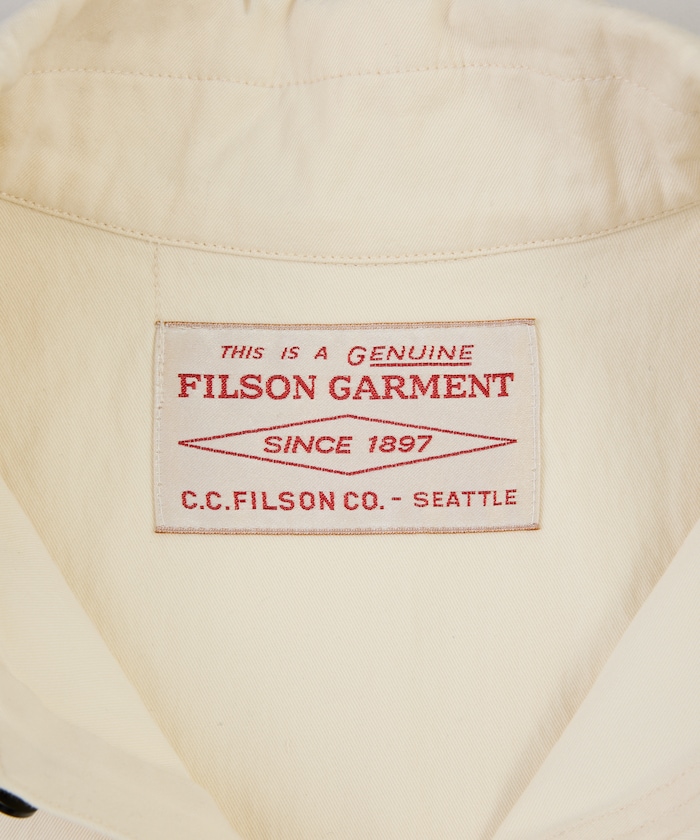 THIS IS A GENUINE
FILSON GARMENT
SINCE 1897
C.C.FILSON CO. - SEATTLE